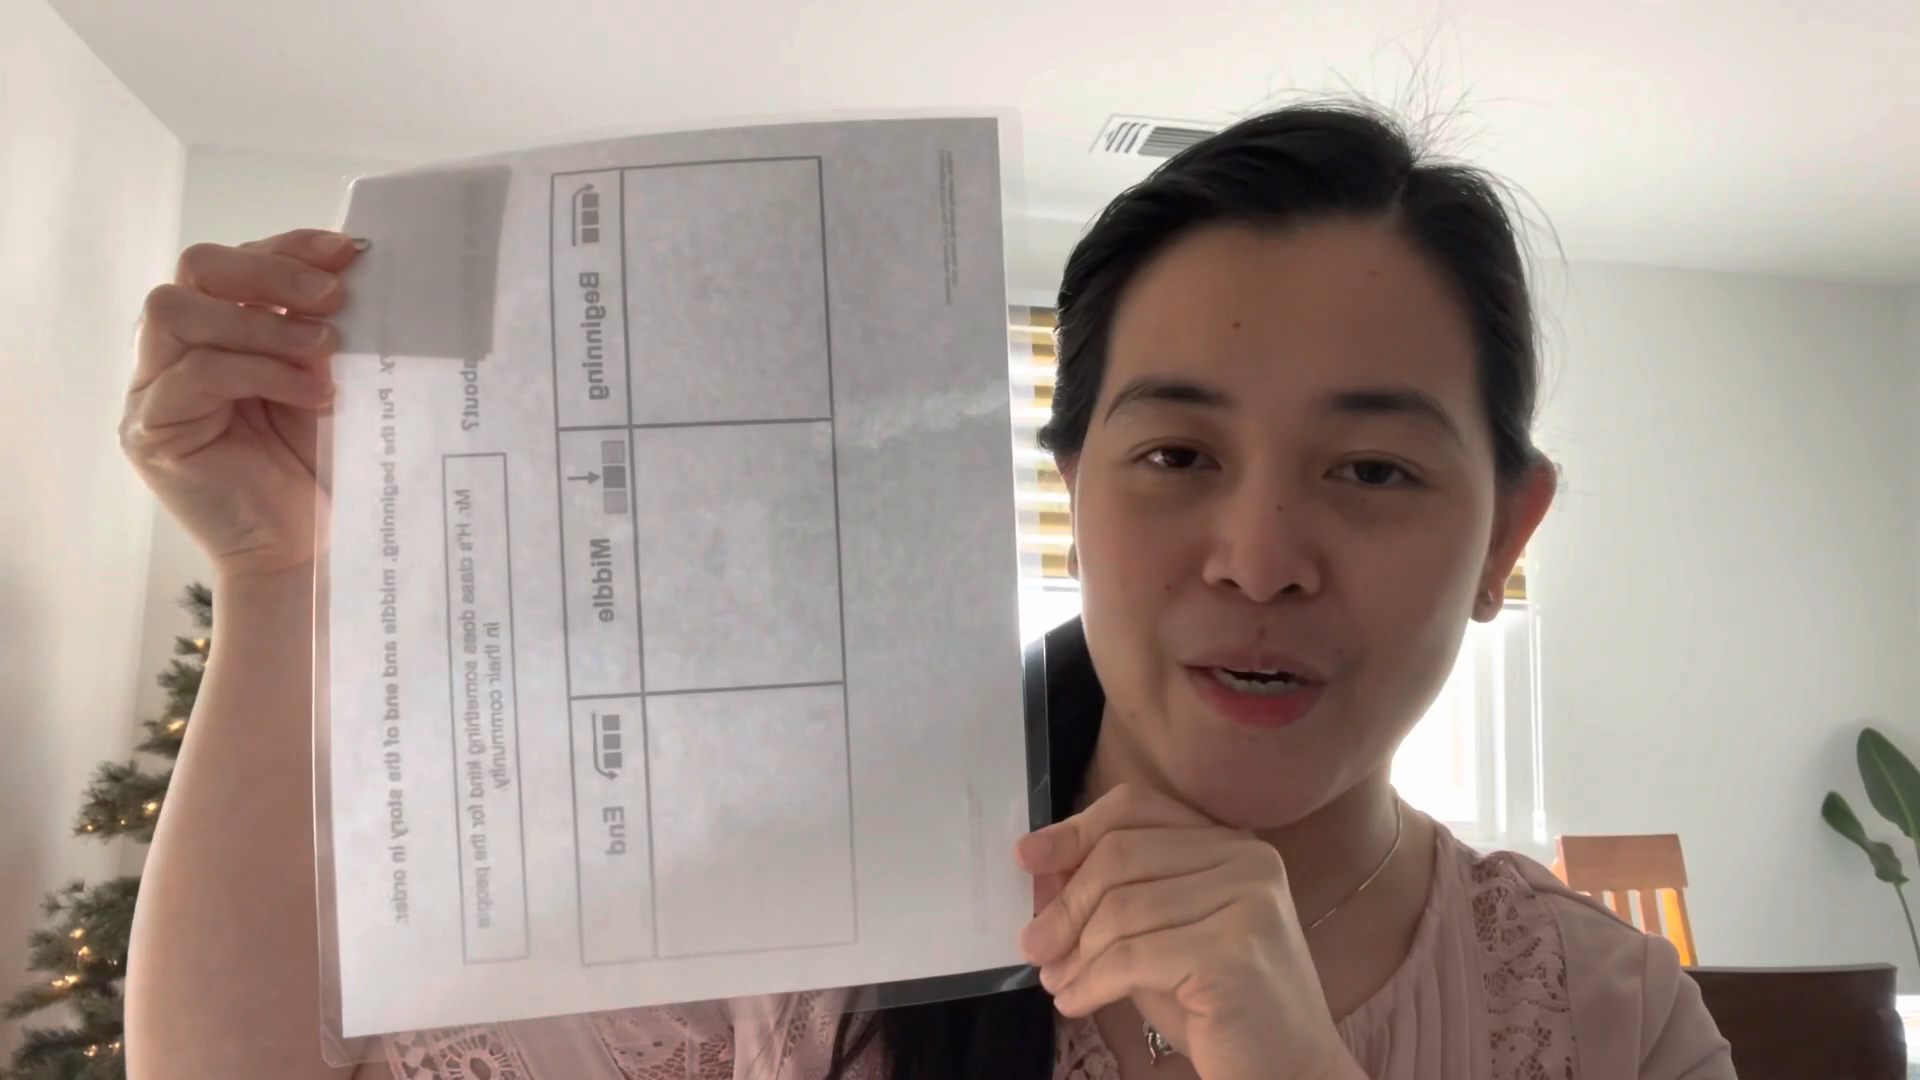 about?
y. Put the beginning, middle and end of the story in order.
Mr. H's class does something kind for the people
in their community
Beginning
Middle
End